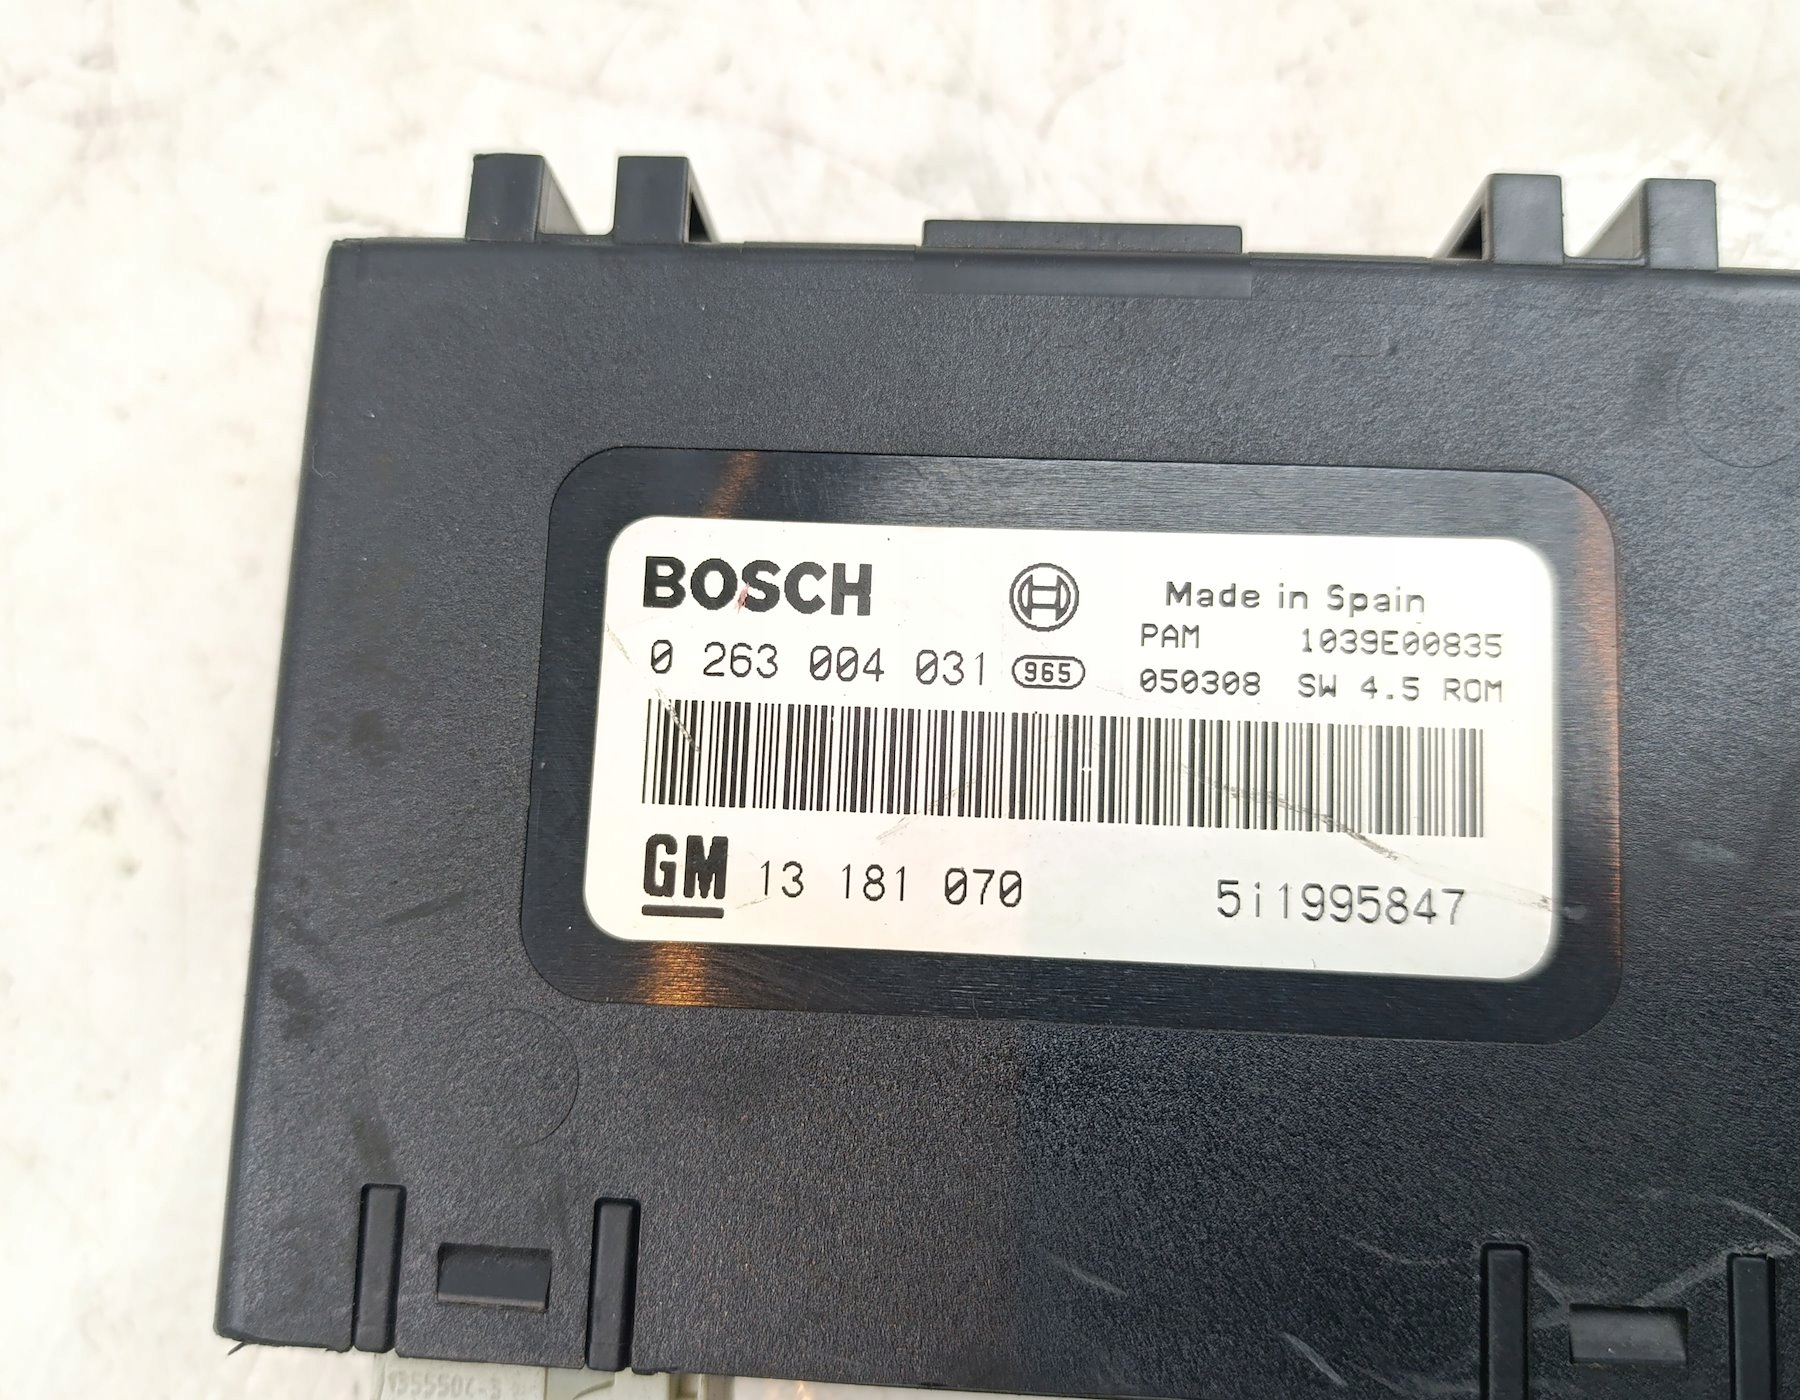 BOSCH
Made in Spain
PAM 1039E00835
0 263 004 031 965
050308 SW 4.5 ROM
GM 13 181 070 5i1995847